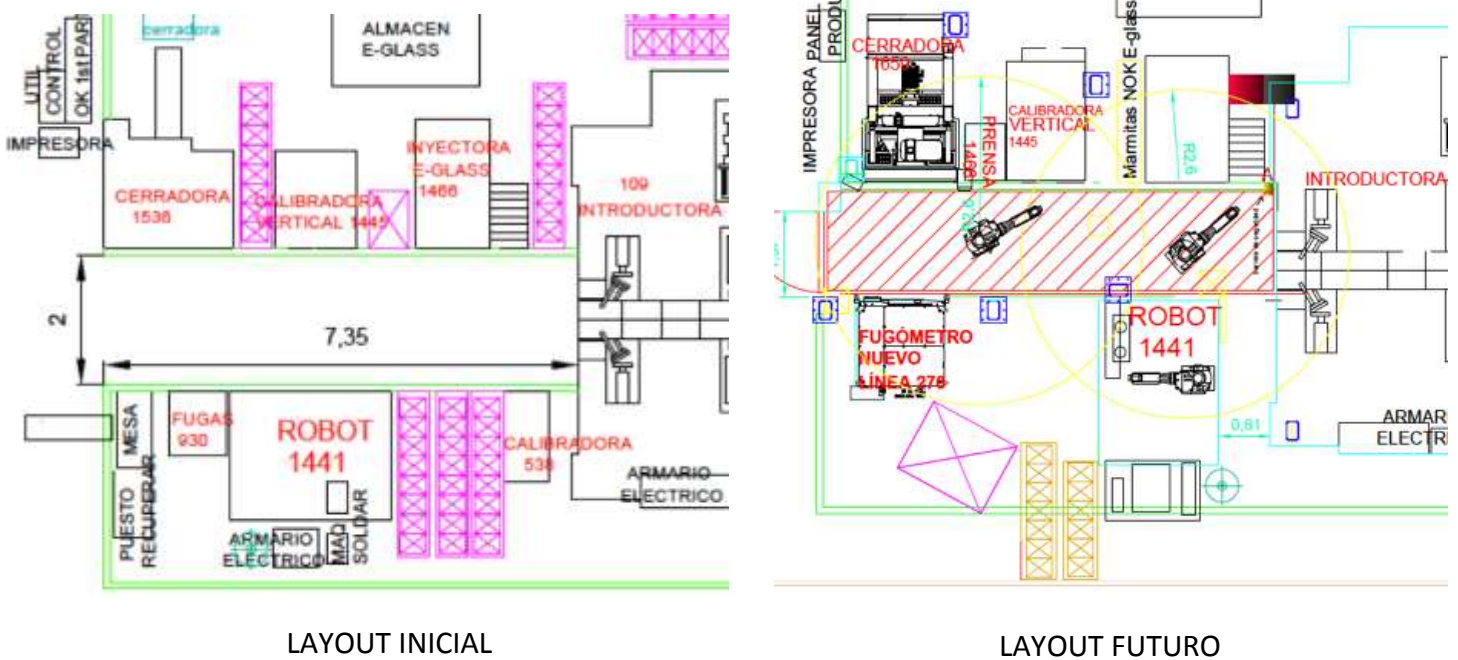 cerradora
ALMACEN
E-GLASS
UTIL
CONTROL
OK 1st PAR
IMPRESORA
CERRADORA
1536
CALIBRADORA
VERTICAL 1445
INYECTORA
E-GLASS
1466
109
INTRODUCTORA
2
7,35
MESA
FUGAS
930
ROBOT
1441
CALIBRADORA
538
PUESTO
RECUPERAR
ARMARIO
ELECTRICO
MAQ
SOLDAR
ARMARIO
ELECTRICO
LAYOUT INICIAL
IMPRESORA
PANEL
PRODU
CERRADORA
1650
PRENSA
1466
CALIBRADORA
VERTICAL
1445
Miarmitas NOK E-glass
R2,6
INTRODUCTORA
FUGÓMETRO
NUEVO
LÍNEA 278
ROBOT
1441
0,81
ARMAR
ELECTRI
LAYOUT FUTURO